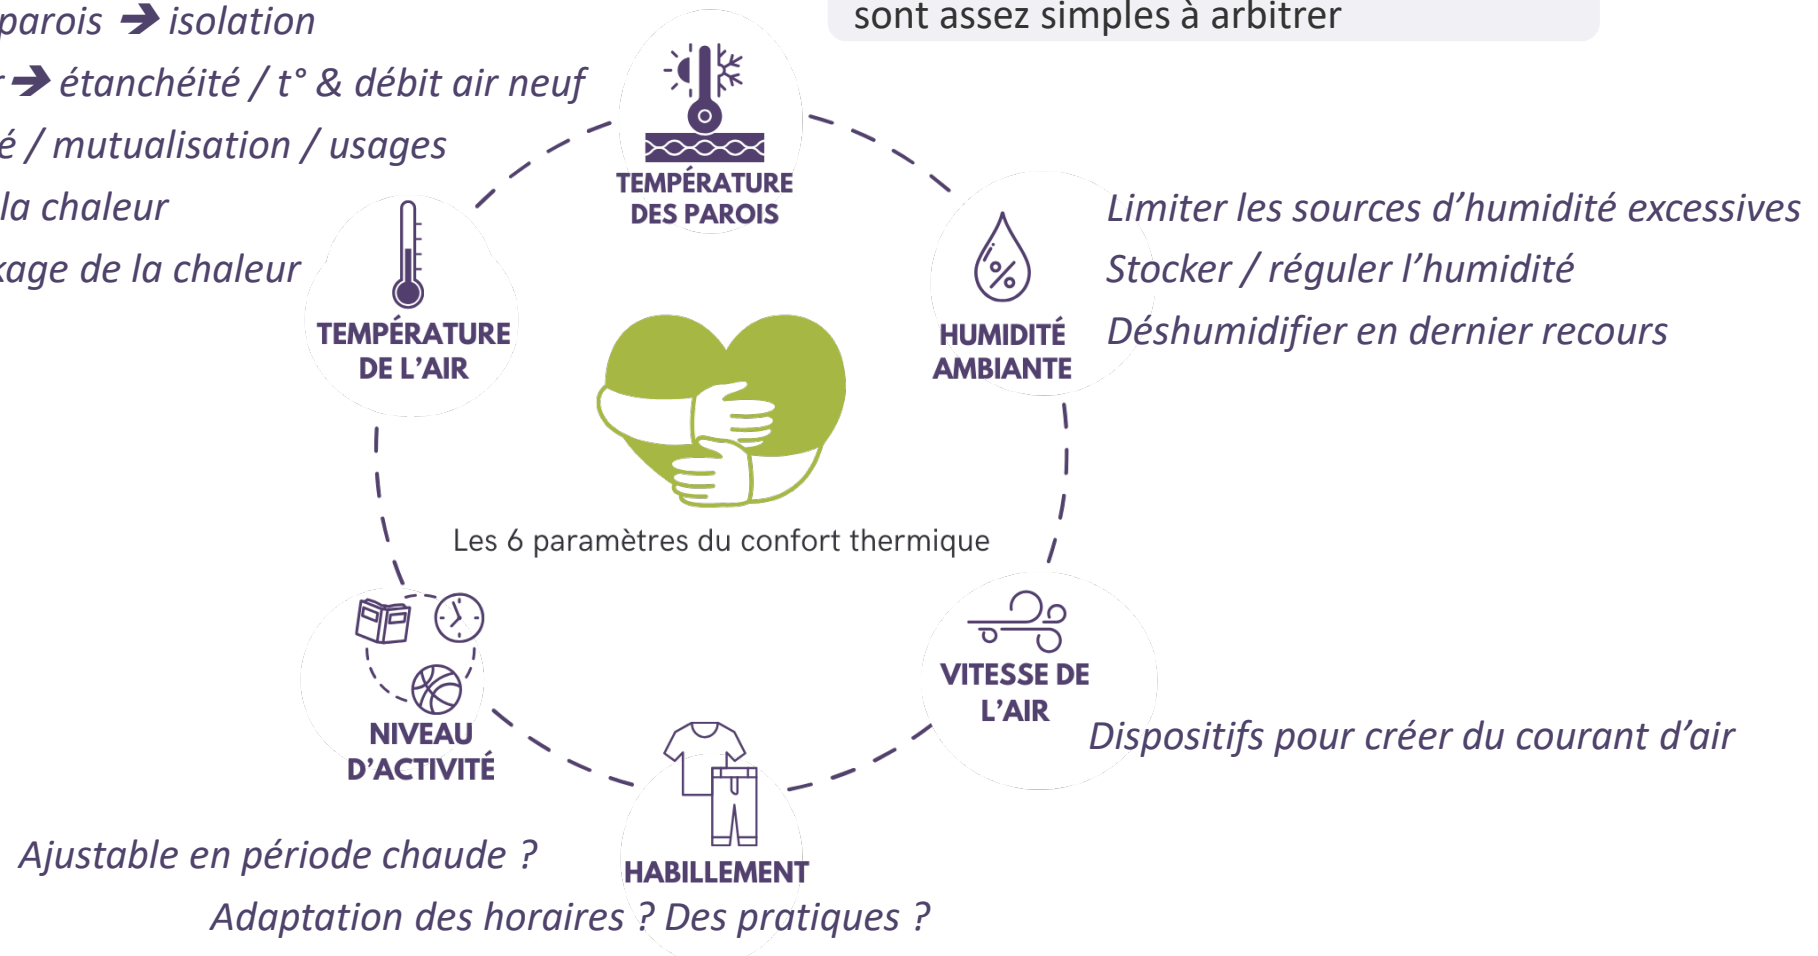 sont assez simples à arbitrer
parois ➔ isolation
➔ étanchéité / t° & débit air neuf
/ mutualisation / usages
la chaleur
de la chaleur
TEMPÉRATURE
DES PAROIS
TEMPÉRATURE
DE L'AIR
%
HUMIDITÉ
AMBIANTE
Limiter les sources d’humidité excessives
Stocker / réguler l’humidité
Déshumidifier en dernier recours
Les 6 paramètres du confort thermique
NIVEAU
D'ACTIVITÉ
VITESSE DE
L'AIR
Dispositifs pour créer du courant d’air
HABILLEMENT
Ajustable en période chaude ?
Adaptation des horaires ? Des pratiques ?